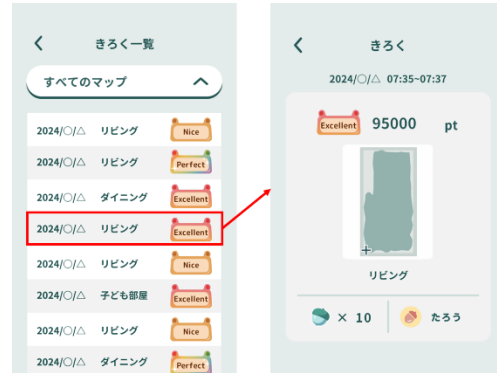 きろく一覧
すべてのマップ
2024/○/△ リビング Nice
2024/○/△ リビング Perfect
2024/○/△ ダイニング Excellent
2024/○/△ リビング Excellent
2024/○/△ リビング Nice
2024/○/△ 子ども部屋 Excellent
2024/○/△ リビング Nice
2024/○/△ ダイニング Perfect
きろく
2024/○/△ 07:35~07:37
Excellent 95000 pt
リビング
× 10 たろう